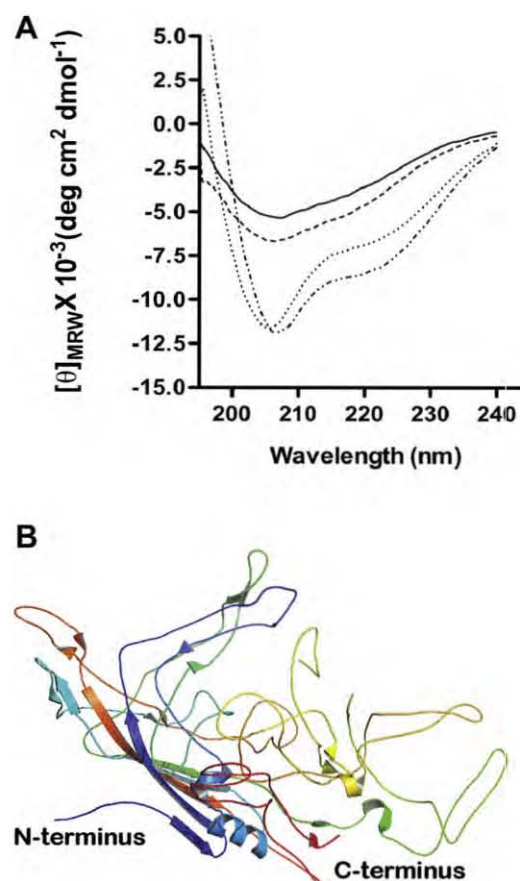 A
[θ]MRW X 10-3 (deg cm2 dmol-1)
5.0
2.5
0.0
-2.5
-5.0
-7.5
-10.0
-12.5
-15.0
200 210 220 230 240
Wavelength (nm)
B
N-terminus
C-terminus